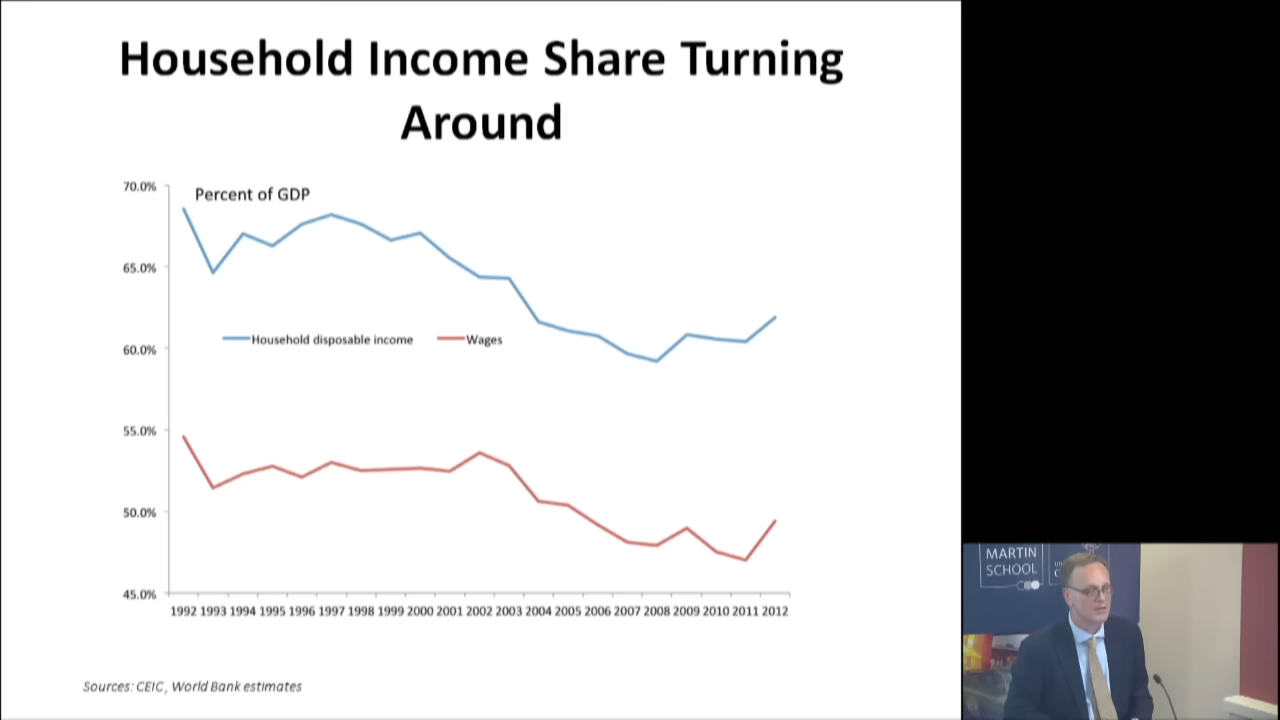 Household Income Share Turning
Around
70.0%
Percent of GDP
65.0%
Household disposable income
Wages
60.0%
55.0%
50.0%
45.0%
1992 1993 1994 1995 1996 1997 1998 1999 2000 2001 2002 2003 2004 2005 2006 2007 2008 2009 2010 2011 2012
Sources: CEIC, World Bank estimates
MARTIN
SCHOOL